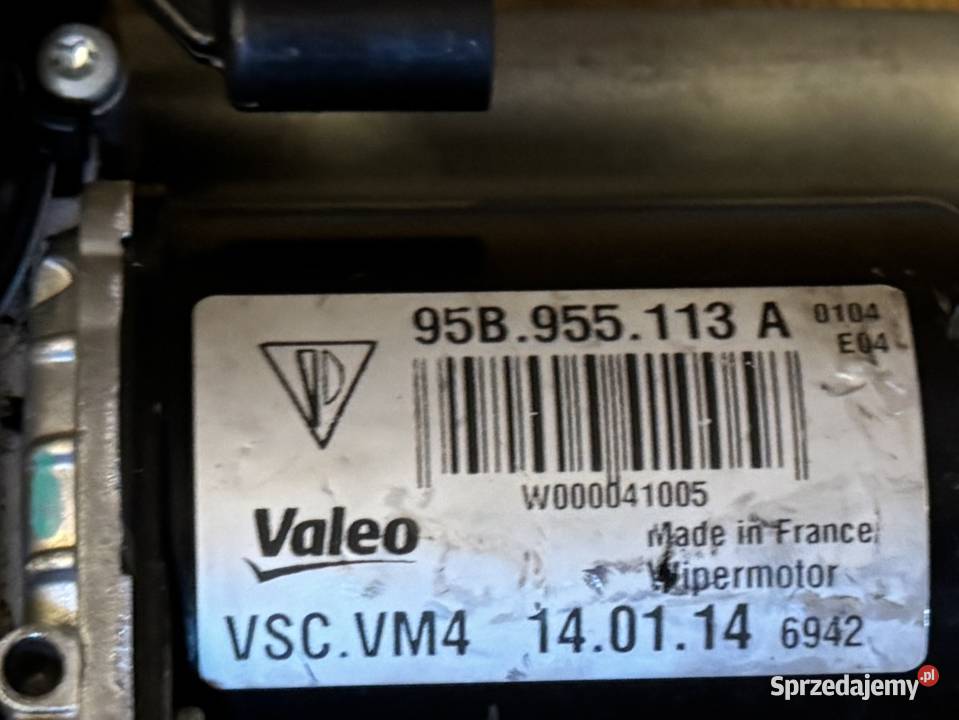 95B.955.113 A 0104
E04
W000041005
Valeo
Made in France
Wipermotor
VSC.VM4 14.01.14 6942
Sprzedajemy.pl